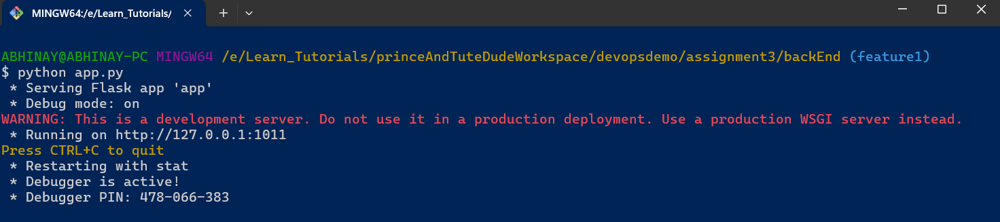 MINGW64:/e/Learn_Tutorials/
ABHINAY@ABHINAY-PC MINGW64 /e/Learn_Tutorials/princeAndTuteDudeWorkspace/devopsdemo/assignment3/backEnd (feature1)
$ python app.py
 * Serving Flask app 'app'
 * Debug mode: on
WARNING: This is a development server. Do not use it in a production deployment. Use a production WSGI server instead.
 * Running on http://127.0.0.1:1011
Press CTRL+C to quit
 * Restarting with stat
 * Debugger is active!
 * Debugger PIN: 478-066-383